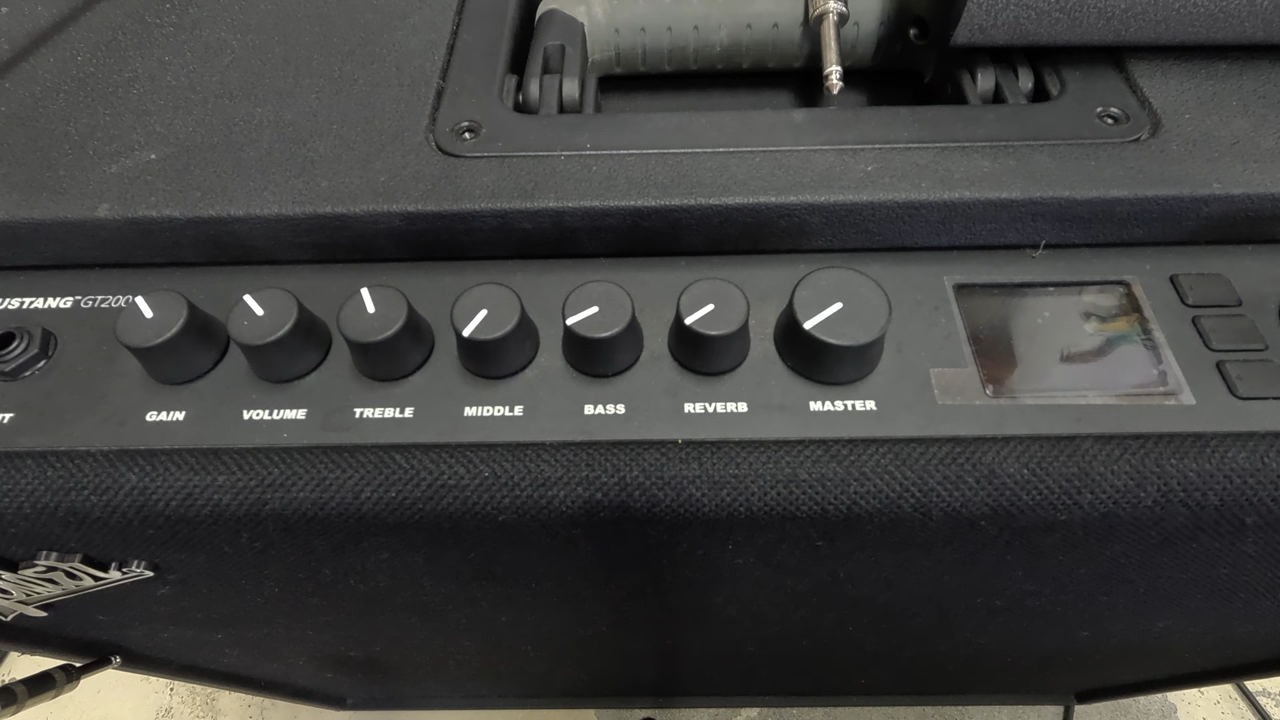 USTANG™GT200
GAIN VOLUME TREBLE MIDDLE BASS REVERB MASTER